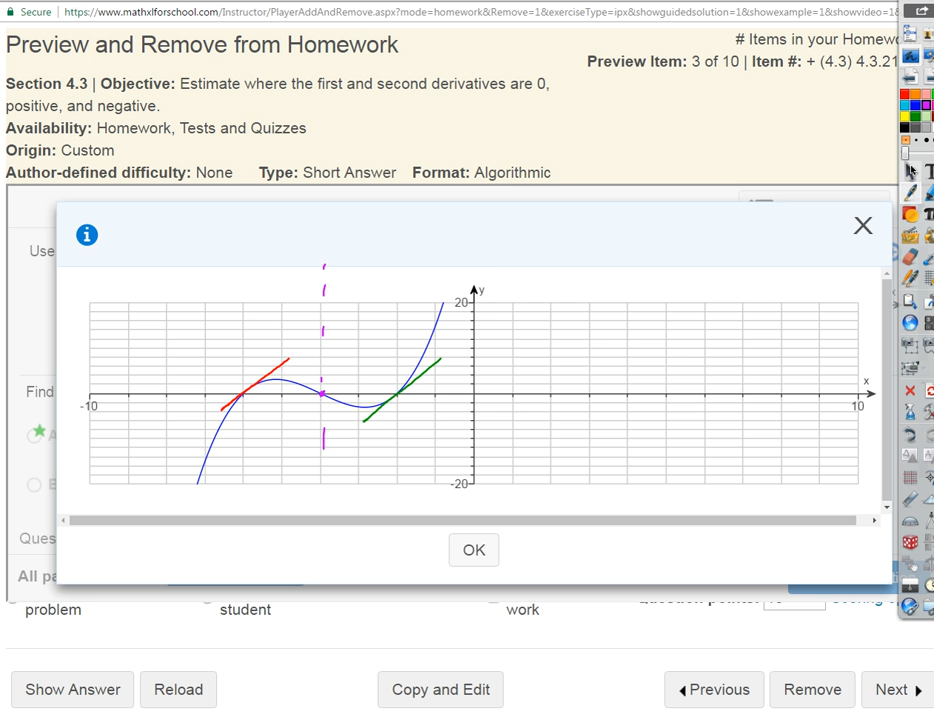 Secure | https://www.mathxlforschool.com/Instructor/PlayerAddAndRemove.aspx?mode=homework&Remove=1&exerciseType=ipx&showguidedsolution=1&showexample=1&showvideo=1&
Preview and Remove from Homework
# Items in your Homewo
Preview Item: 3 of 10 | Item #: + (4.3) 4.3.21
Section 4.3 | Objective: Estimate where the first and second derivatives are 0,
positive, and negative.
Availability: Homework, Tests and Quizzes
Origin: Custom
Author-defined difficulty: None Type: Short Answer Format: Algorithmic
Use
y
20
x
-10
10
-20
Find
A
Ques
OK
All pa
problem
student
work
Show Answer
Reload
Copy and Edit
Previous
Remove
Next